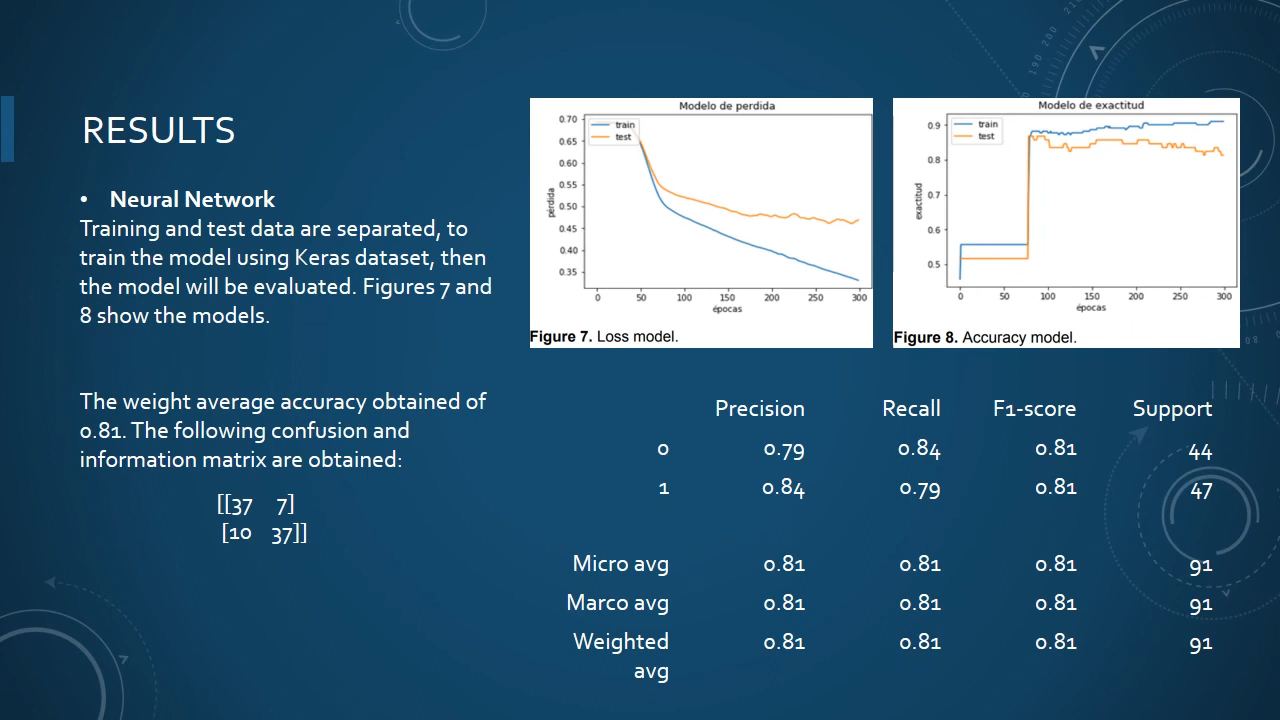 RESULTS
• Neural Network
Training and test data are separated, to
train the model using Keras dataset, then
the model will be evaluated. Figures 7 and
8 show the models.
The weight average accuracy obtained of
0.81. The following confusion and
information matrix are obtained:
[[37 7]
[10 37]]
Modelo de perdida
train
test
0.70
0.65
0.60
0.55
0.50
0.45
0.40
0.35
pérdida
0 50 100 150 200 250 300
épocas
Figure 7. Loss model.
Modelo de exactitud
train
test
0.9
0.8
0.7
0.6
0.5
exactitud
0 50 100 150 200 250 300
épocas
Figure 8. Accuracy model.
Precision Recall F1-score Support
0 0.79 0.84 0.81 44
1 0.84 0.79 0.81 47
Micro avg 0.81 0.81 0.81 91
Marco avg 0.81 0.81 0.81 91
Weighted 0.81 0.81 0.81 91
avg
190 200